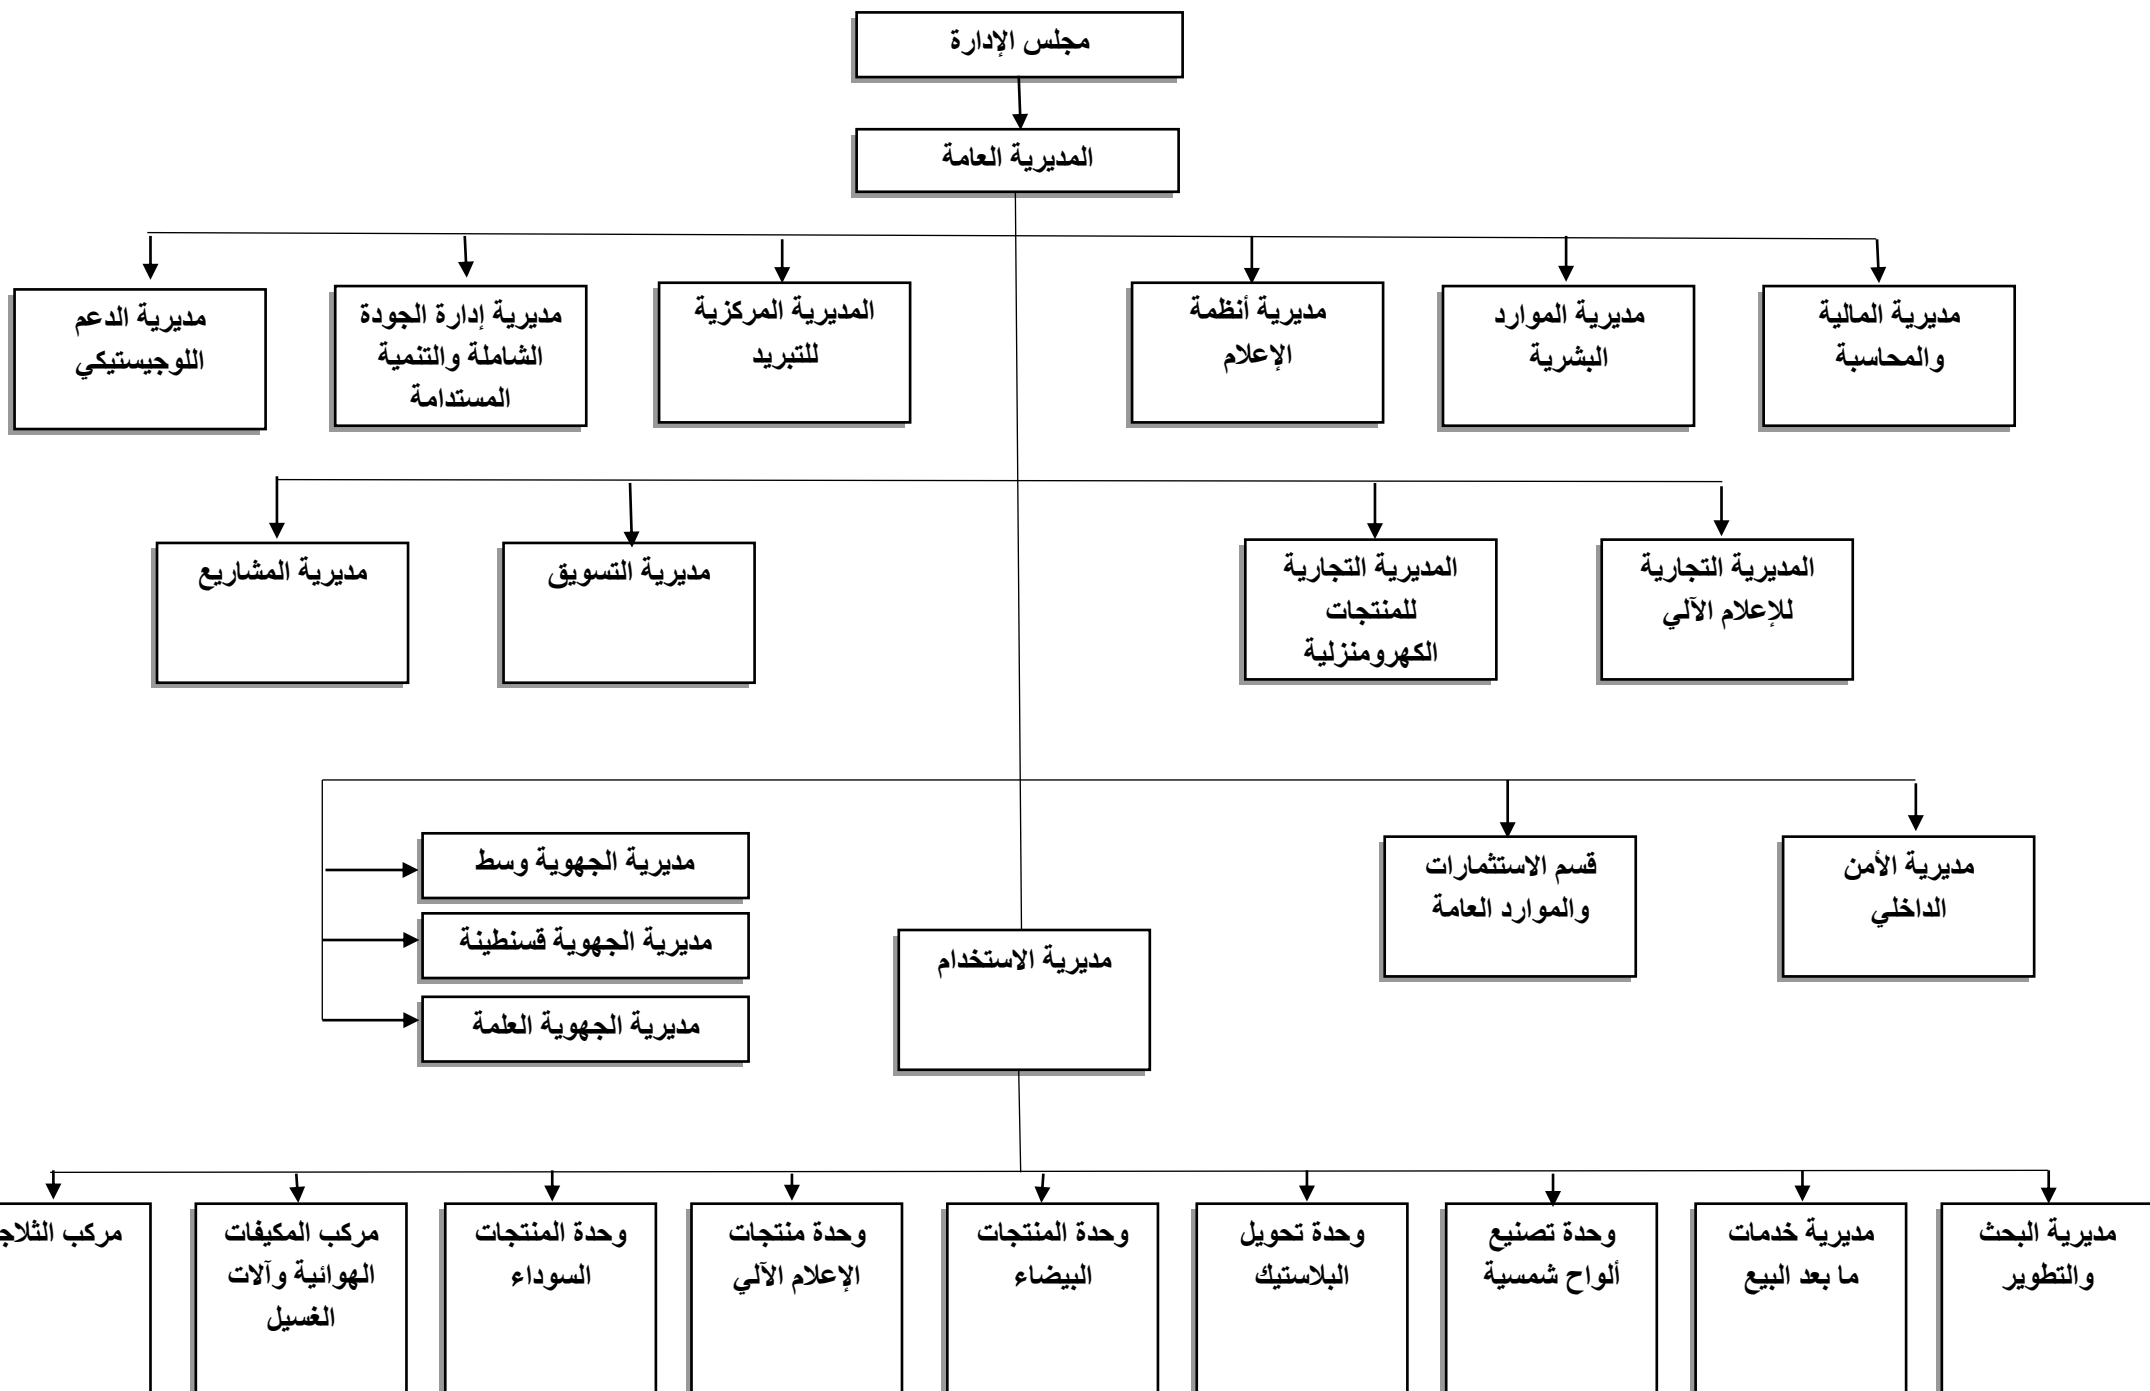 مجلس الإدارة
المديرية العامة
مديرية المالية
والمحاسبة
مديرية الموارد
البشرية
مديرية أنظمة
الإعلام
المديرية المركزية
للتبريد
مديرية إدارة الجودة
الشاملة والتنمية
المستدامة
مديرية الدعم
اللوجيستيكي
المديرية التجارية
للإعلام الآلي
المديرية التجارية
للمنتجات
الكهرومنزلية
مديرية التسويق
مديرية المشاريع
مديرية الأمن
الداخلي
قسم الاستثمارات
والموارد العامة
مديرية الاستخدام
مديرية الجهوية وسط
مديرية الجهوية قسنطينة
مديرية الجهوية العلمة
مديرية البحث
والتطوير
مديرية خدمات
ما بعد البيع
وحدة تصنيع
ألواح شمسية
وحدة تحويل
البلاستيك
وحدة المنتجات
البيضاء
وحدة منتجات
الإعلام الآلي
وحدة المنتجات
السوداء
مركب المكيفات
الهوائية وآلات
الغسيل
مركب